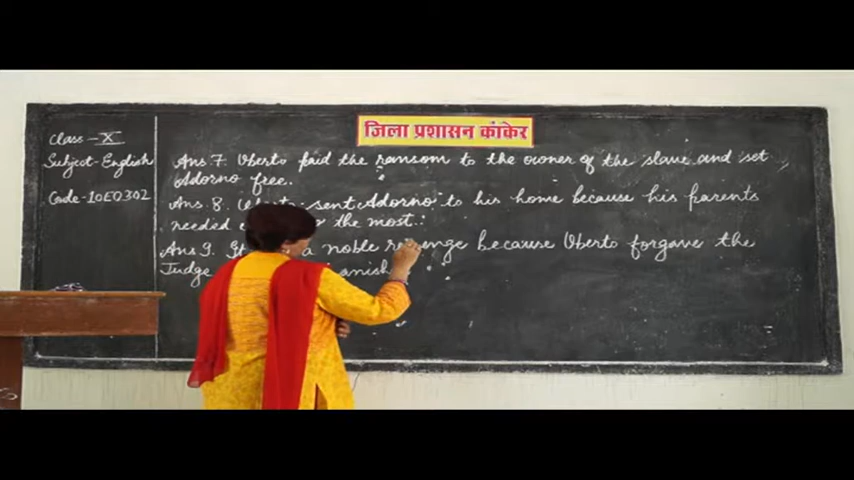 जिला प्रशासन कांकेर
Class - X
Subject - English
Code - 10E0302
Ans 7. Uberto paid the ransom to the owner of the slave and set
Adorno free.
Ans 8. sent Adorno to his home because his parents
needed the most.
Ans 9. a noble revenge because Uberto forgave the
Judge